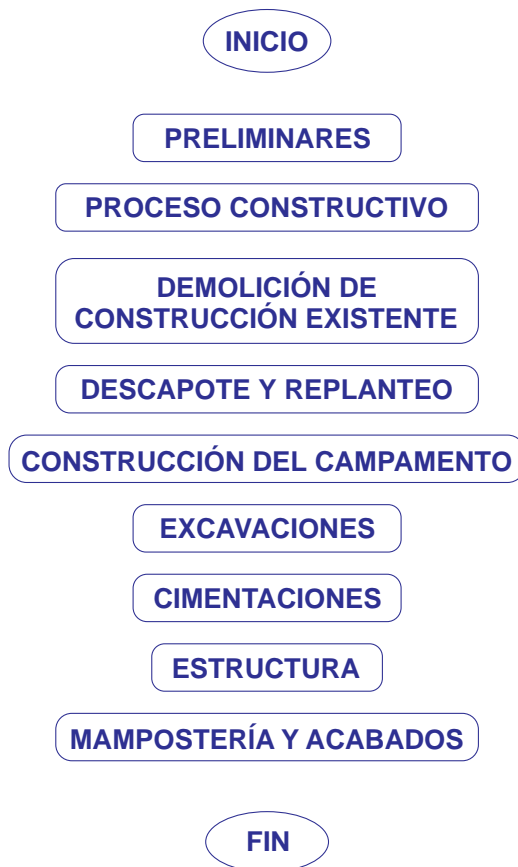 INICIO
PRELIMINARES
PROCESO CONSTRUCTIVO
DEMOLICIÓN DE
CONSTRUCCIÓN EXISTENTE
DESCAPOTE Y REPLANTEO
CONSTRUCCIÓN DEL CAMPAMENTO
EXCAVACIONES
CIMENTACIONES
ESTRUCTURA
MAMPOSTERÍA Y ACABADOS
FIN